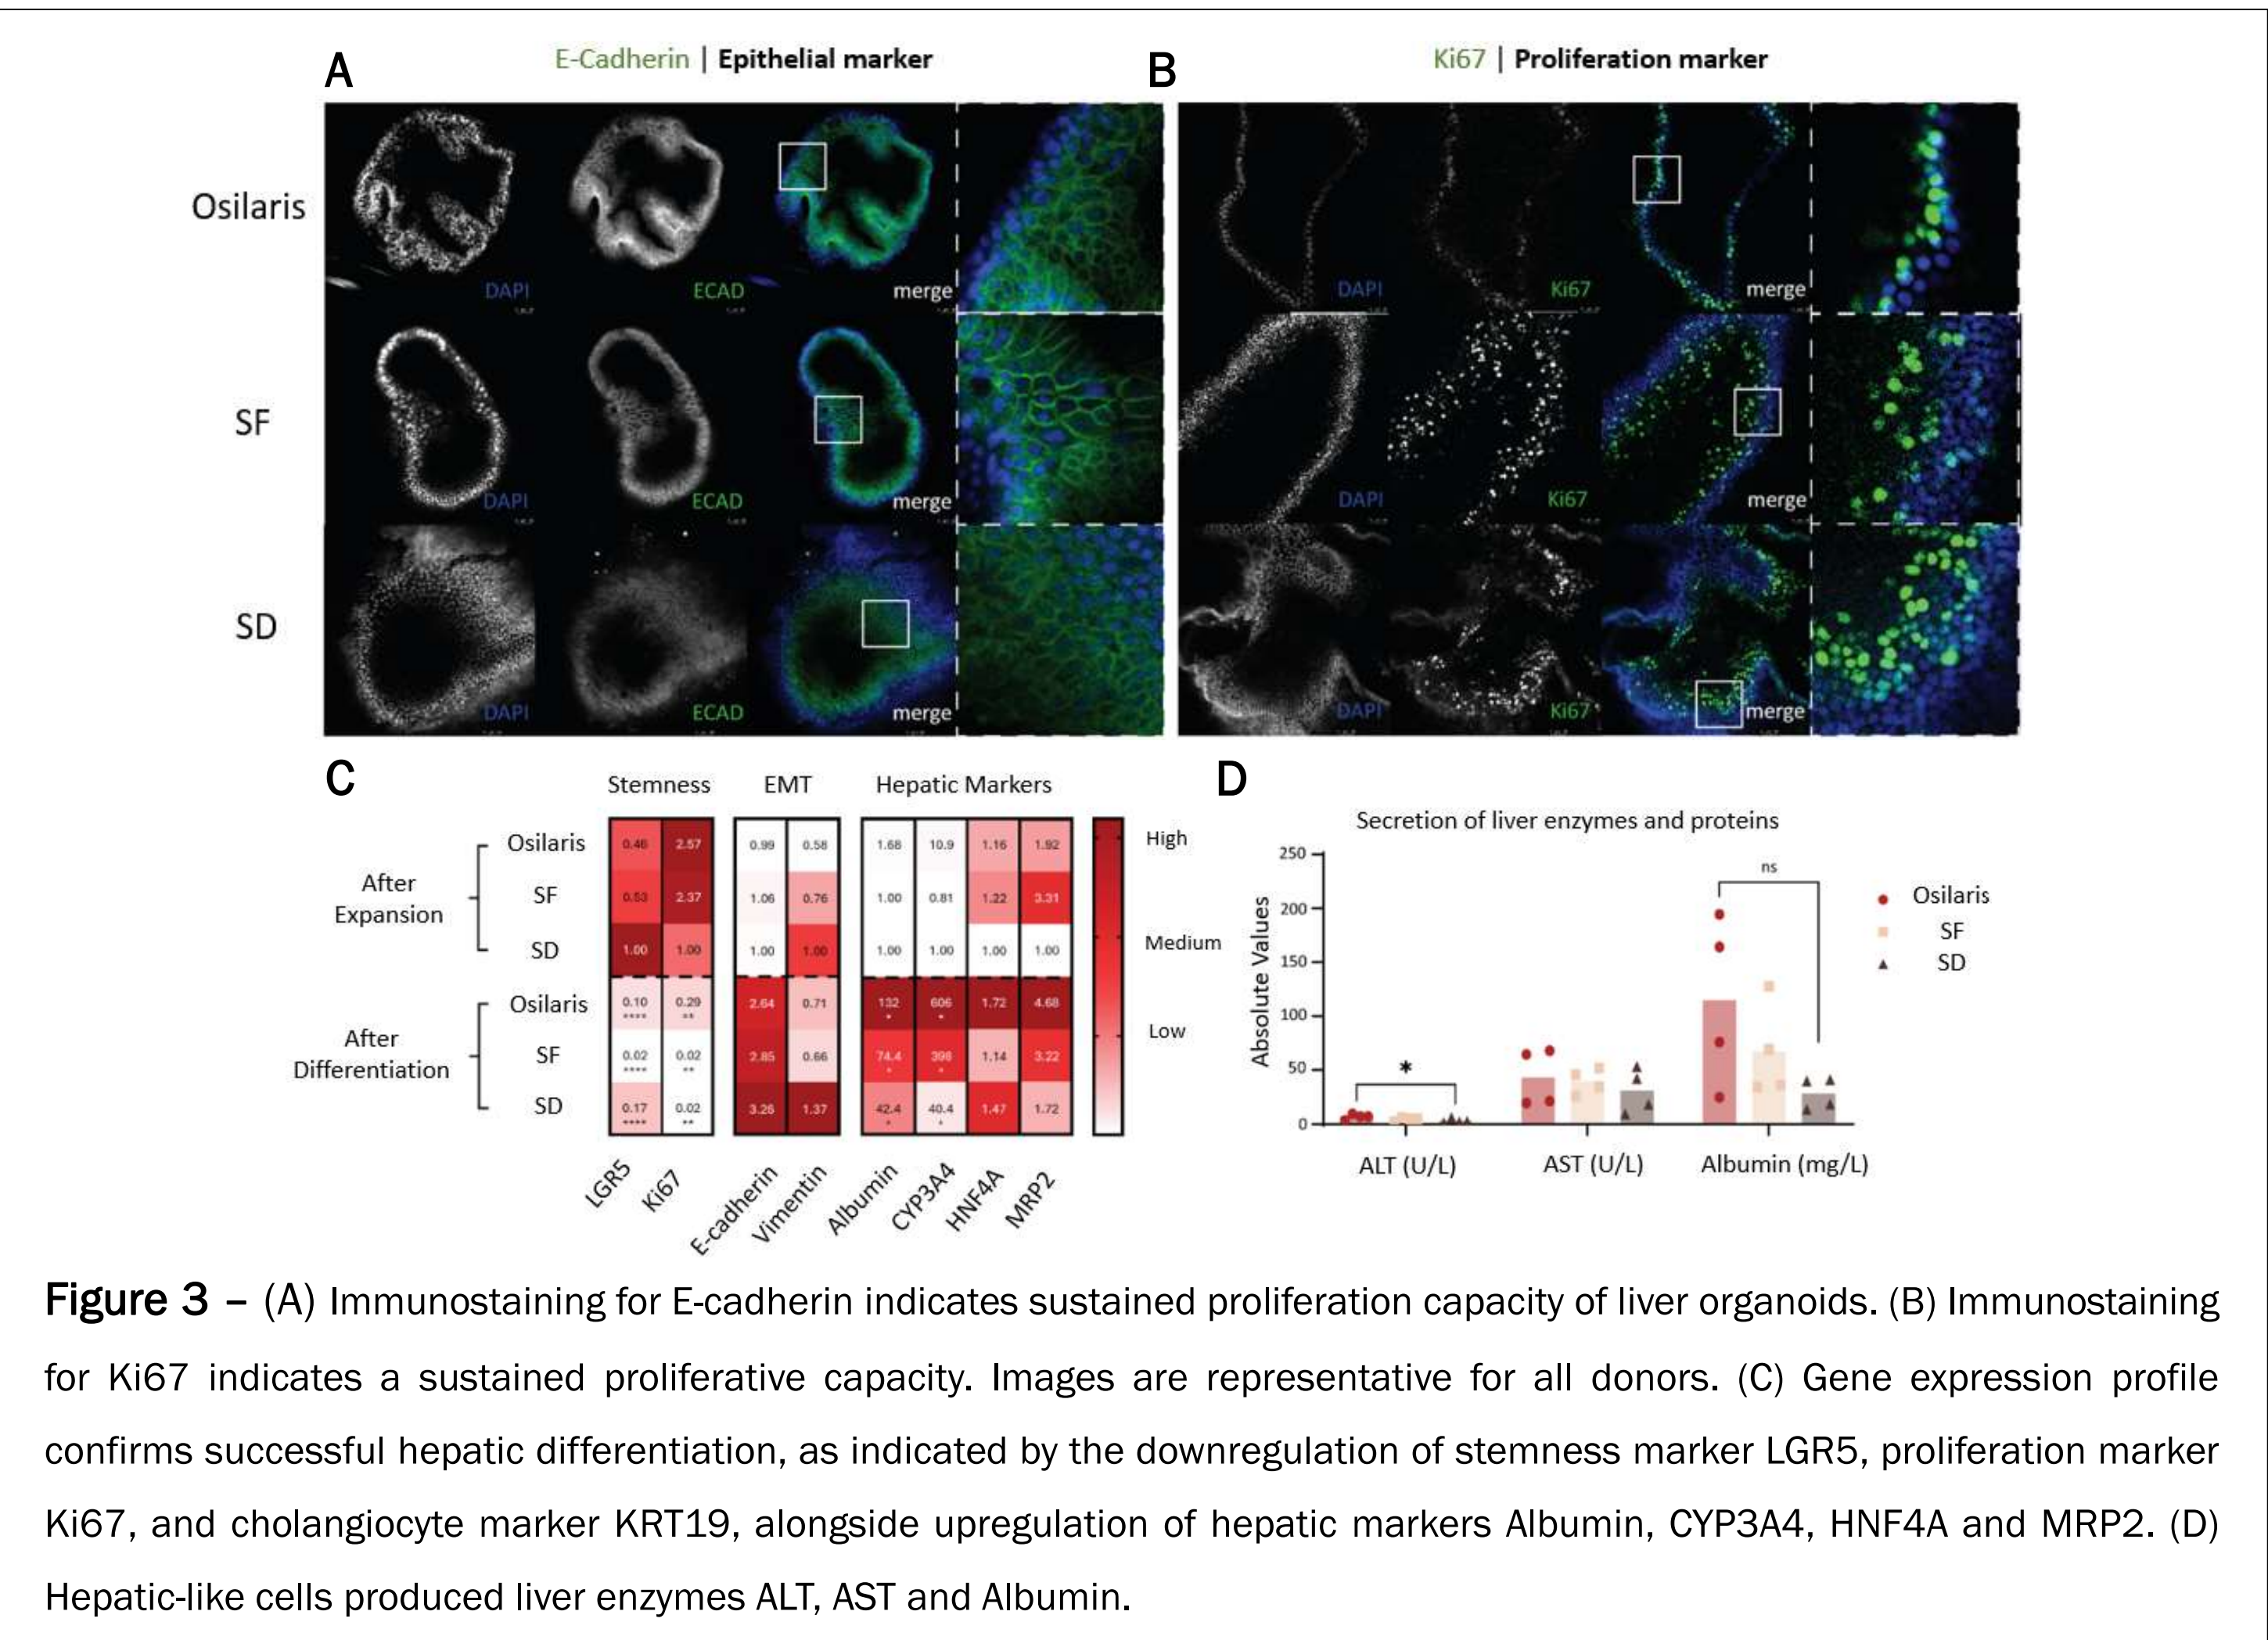 A
E-Cadherin | Epithelial marker
B
Ki67 | Proliferation marker
Osilaris
DAPI
ECAD
merge
DAPI
Ki67
merge
SF
DAPI
ECAD
merge
DAPI
Ki67
merge
SD
DAPI
ECAD
merge
DAPI
Ki67
merge
C
Stemness
EMT
Hepatic Markers
After
Expansion
Osilaris
0.46 2.57 0.99 0.58 1.68 10.9 1.16 1.92
SF
0.53 2.37 1.06 0.76 1.00 0.81 1.22 3.31
SD
1.00 1.00 1.00 1.00 1.00 1.00 1.00 1.00
After
Differentiation
Osilaris
0.10 0.29 2.64 0.71 132 606 1.72 4.68
**** ** * *
SF
0.02 0.02 2.85 0.66 74.4 398 1.14 3.22
**** ** * *
SD
0.17 0.02 3.26 1.37 42.4 40.4 1.47 1.72
**** ** * *
LGR5
Ki67
E-cadherin
Vimentin
Albumin
CYP3A4
HNF4A
MRP2
High
Medium
Low
D
Secretion of liver enzymes and proteins
Absolute Values
250
200
150
100
50
0
*
ns
ALT (U/L)
AST (U/L)
Albumin (mg/L)
Osilaris
SF
SD
Figure 3 – (A) Immunostaining for E-cadherin indicates sustained proliferation capacity of liver organoids. (B) Immunostaining
for Ki67 indicates a sustained proliferative capacity. Images are representative for all donors. (C) Gene expression profile
confirms successful hepatic differentiation, as indicated by the downregulation of stemness marker LGR5, proliferation marker
Ki67, and cholangiocyte marker KRT19, alongside upregulation of hepatic markers Albumin, CYP3A4, HNF4A and MRP2. (D)
Hepatic-like cells produced liver enzymes ALT, AST and Albumin.